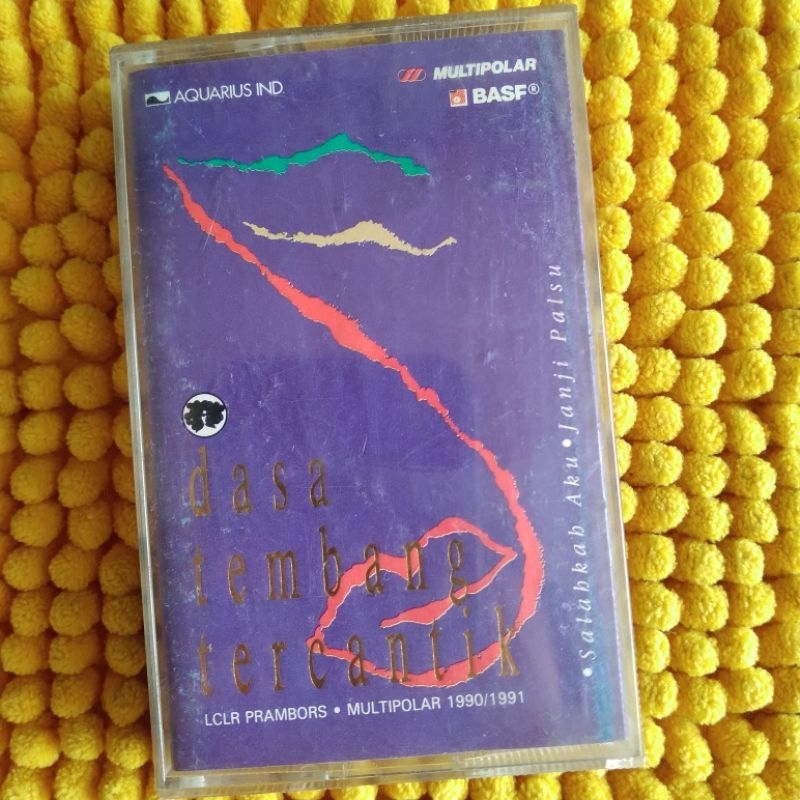 AQUARIUS IND.
MULTIPOLAR
BASF®
dasa
tembang
tercantik
LCLR PRAMBORS • MULTIPOLAR 1990/1991
• Salahkah Aku • Janji Palsu